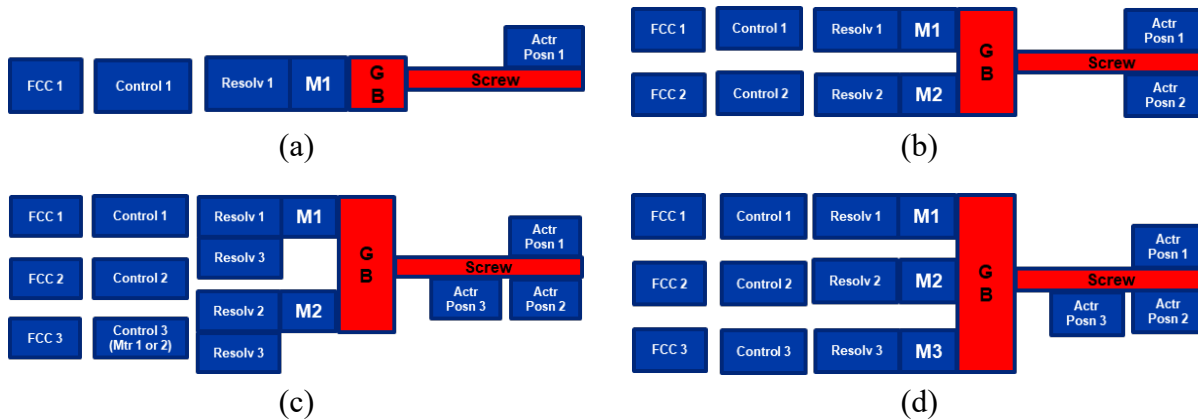 Actr
Posn 1
FCC 1
Control 1
Resolv 1
M1
G
B
Screw
(a)
FCC 1
Control 1
Resolv 1
M1
FCC 2
Control 2
Resolv 2
M2
G
B
Actr
Posn 1
Screw
Actr
Posn 2
(b)
FCC 1
Control 1
Resolv 1
M1
Resolv 3
FCC 2
Control 2
Resolv 2
M2
FCC 3
Control 3
(Mtr 1 or 2)
Resolv 3
G
B
Actr
Posn 1
Screw
Actr
Posn 3
Actr
Posn 2
(c)
FCC 1
Control 1
Resolv 1
M1
FCC 2
Control 2
Resolv 2
M2
FCC 3
Control 3
Resolv 3
M3
G
B
Actr
Posn 1
Screw
Actr
Posn 3
Actr
Posn 2
(d)